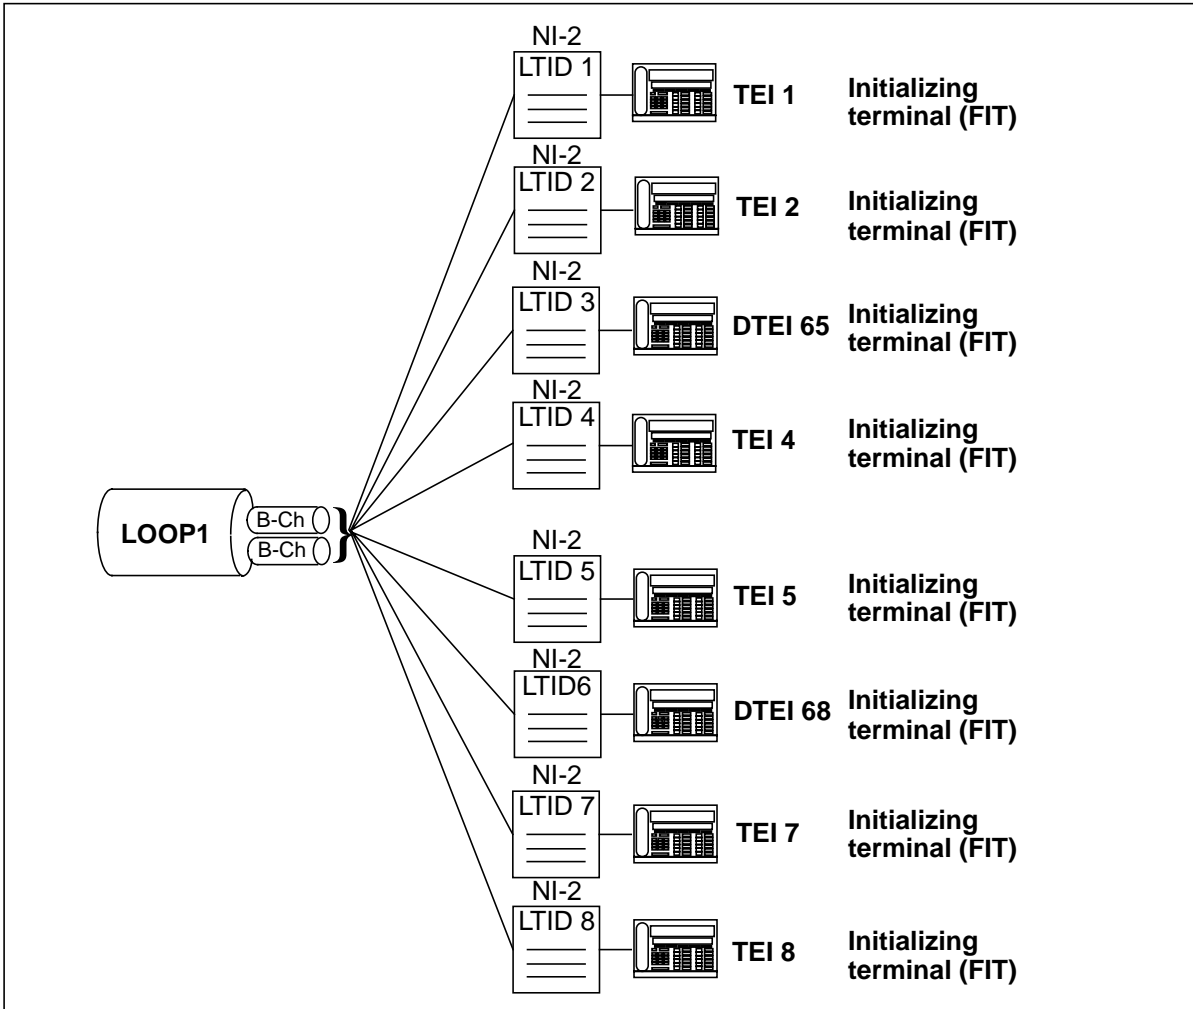 NI-2
LTID 1
TEI 1
Initializing
terminal (FIT)
NI-2
LTID 2
TEI 2
Initializing
terminal (FIT)
NI-2
LTID 3
DTEI 65
Initializing
terminal (FIT)
NI-2
LTID 4
TEI 4
Initializing
terminal (FIT)
LOOP1
B-Ch
B-Ch
NI-2
LTID 5
TEI 5
Initializing
terminal (FIT)
NI-2
LTID6
DTEI 68
Initializing
terminal (FIT)
NI-2
LTID 7
TEI 7
Initializing
terminal (FIT)
NI-2
LTID 8
TEI 8
Initializing
terminal (FIT)